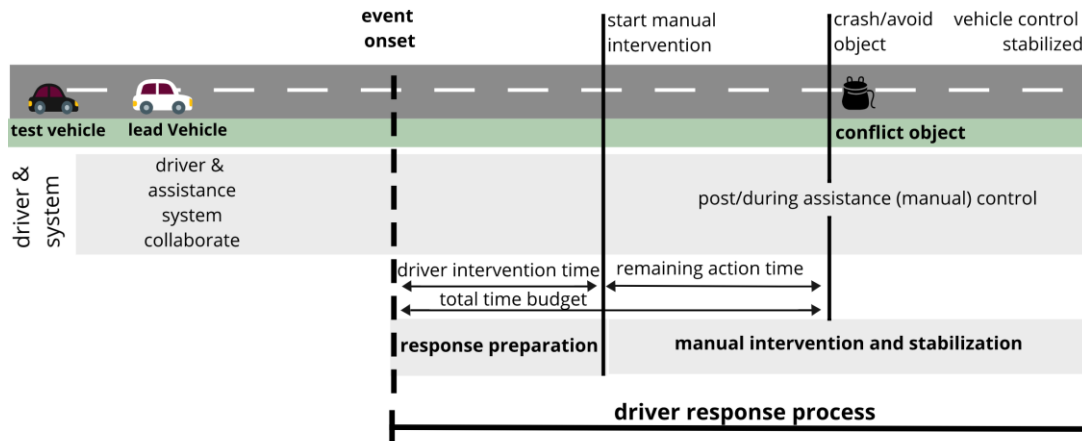 event
onset
start manual
intervention
crash/avoid
object
vehicle control
stabilized
test vehicle
lead Vehicle
conflict object
driver &
system
driver &
assistance
system
collaborate
post/during assistance (manual) control
driver intervention time
remaining action time
total time budget
response preparation
manual intervention and stabilization
driver response process